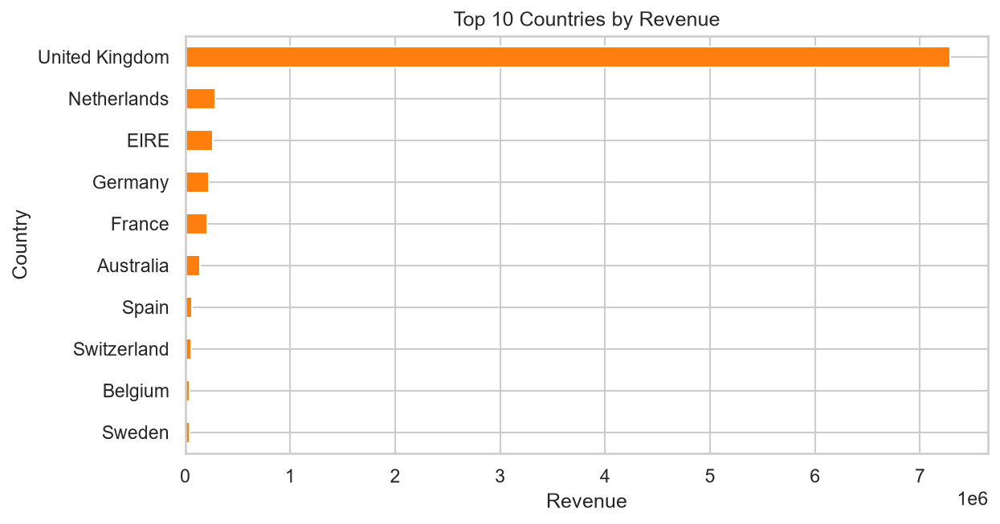 Top 10 Countries by Revenue
United Kingdom
Netherlands
EIRE
Germany
France
Australia
Spain
Switzerland
Belgium
Sweden
Country
0 1 2 3 4 5 6 7
1e6
Revenue